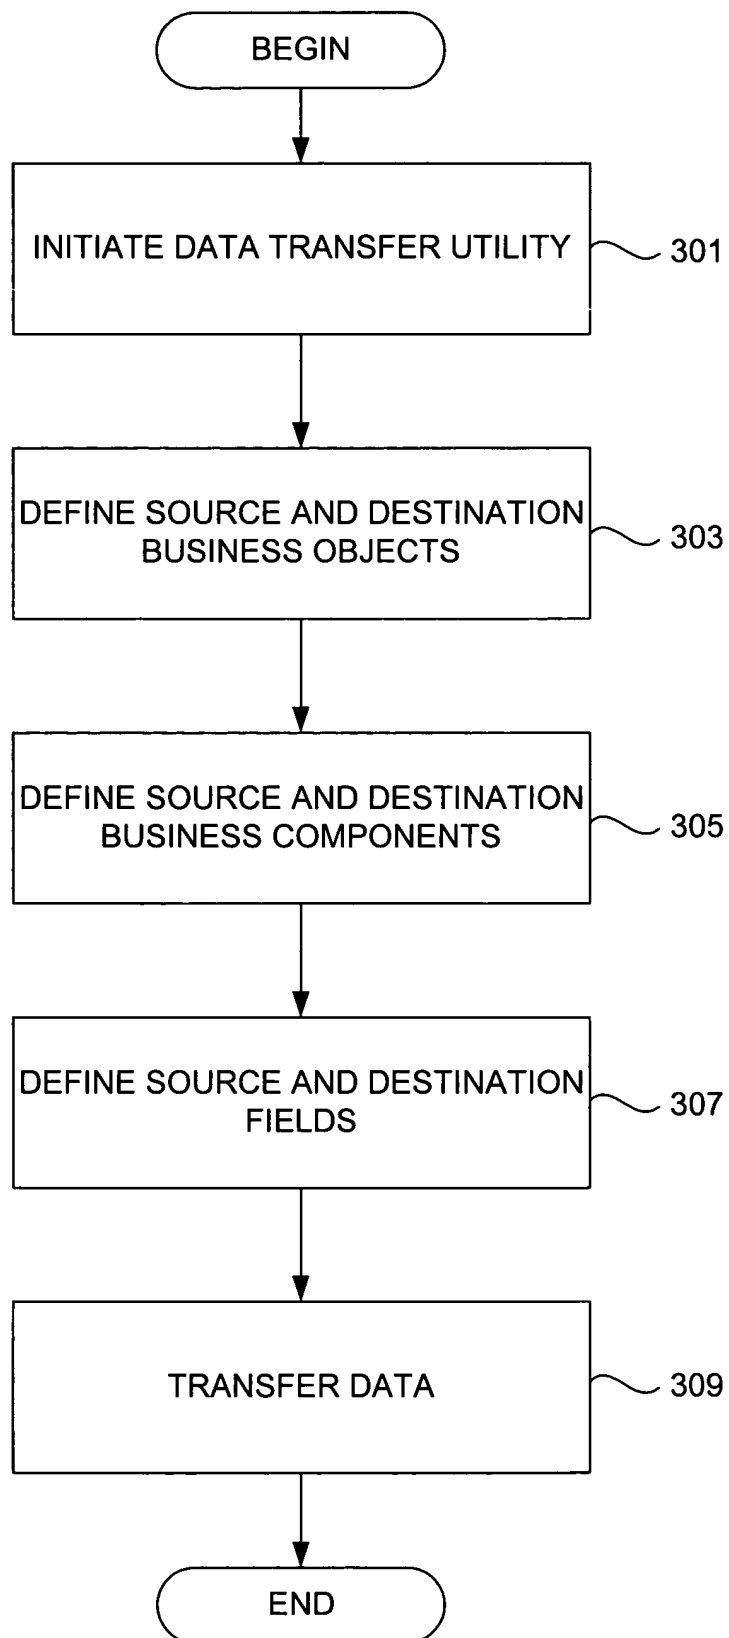 BEGIN
INITIATE DATA TRANSFER UTILITY
301
DEFINE SOURCE AND DESTINATION
BUSINESS OBJECTS
303
DEFINE SOURCE AND DESTINATION
BUSINESS COMPONENTS
305
DEFINE SOURCE AND DESTINATION
FIELDS
307
TRANSFER DATA
309
END